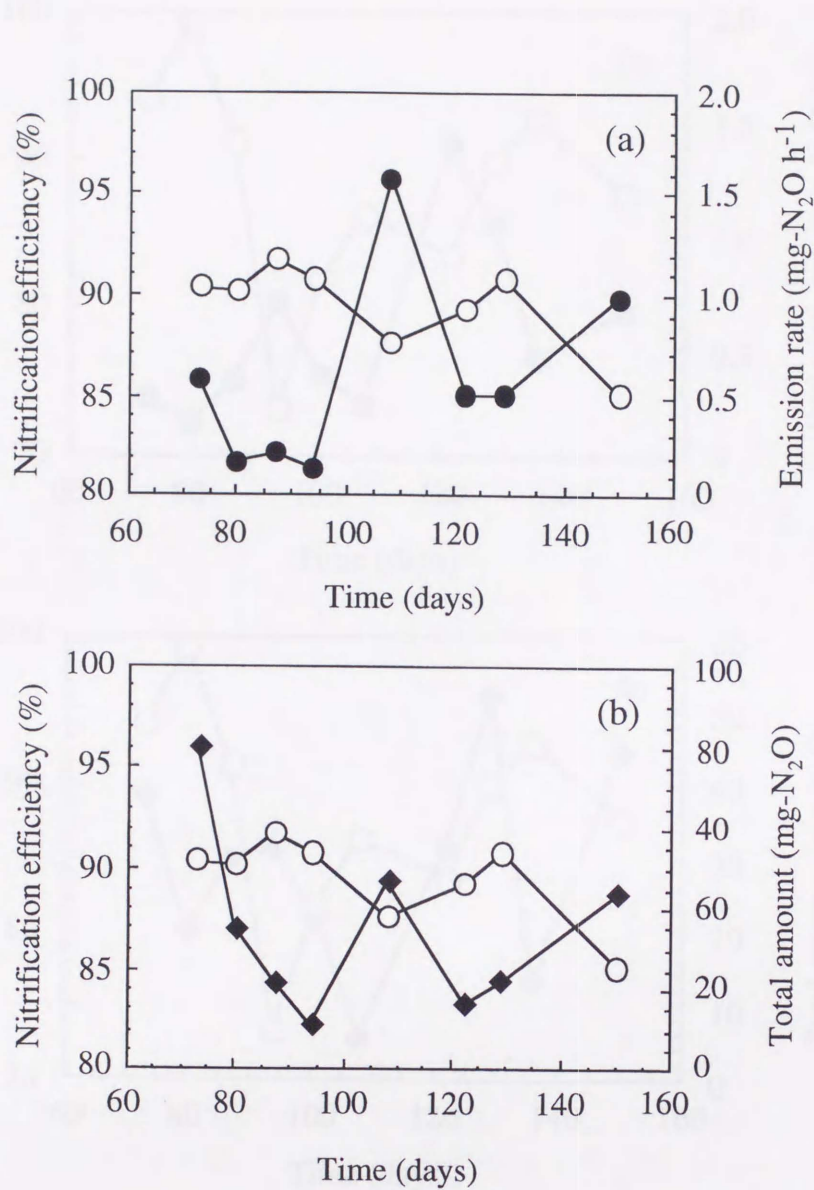 100
95
90
85
80
Nitrification efficiency (%)
(a)
2.0
1.5
1.0
0.5
0
Emission rate (mg-N₂O h⁻¹)
60 80 100 120 140 160
Time (days)
100
95
90
85
80
Nitrification efficiency (%)
(b)
100
80
40
60
20
0
Total amount (mg-N₂O)
60 80 100 120 140 160
Time (days)